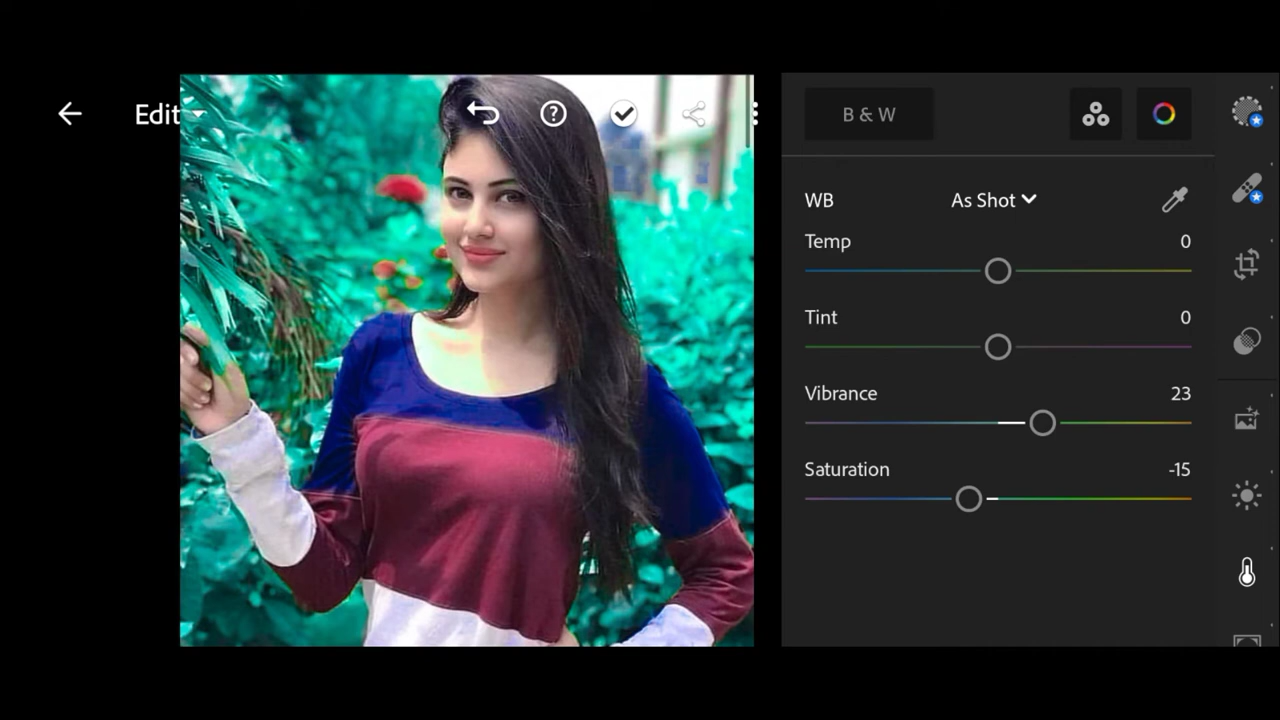 Edit
B & W
WB As Shot
Temp 0
Tint 0
Vibrance 23
Saturation -15